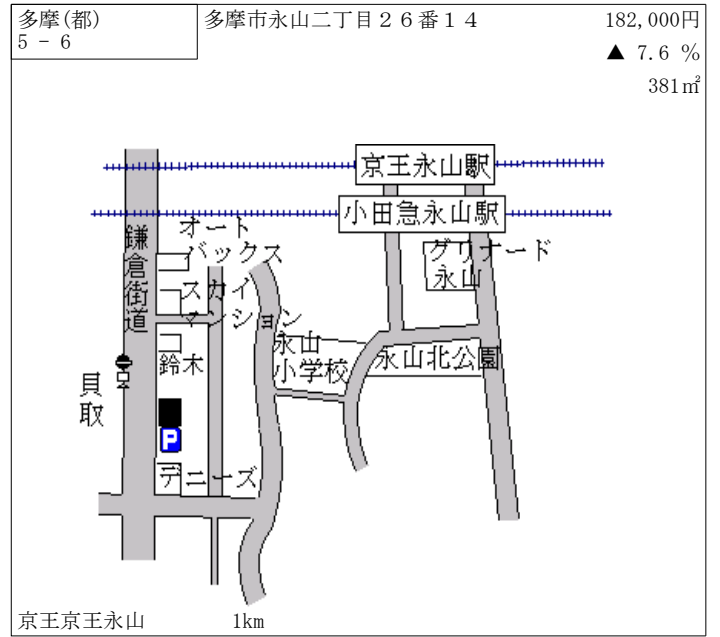 多摩(都)
5 - 6
多摩市永山二丁目２６番１４
182,000円
▲ 7.6 %
381㎡
京王永山駅
小田急永山駅
鎌倉街道
オート
バックス
グリナード
永山
スカイ
マンション
永山
小学校
永山北公園
鈴木
貝取
P
デニーズ
京王京王永山 1km